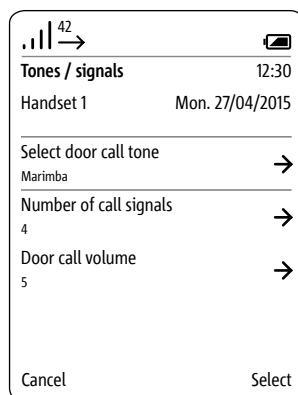 42
Tones / signals 12:30
Handset 1 Mon. 27/04/2015
Select door call tone
Marimba
Number of call signals
4
Door call volume
5
Cancel Select